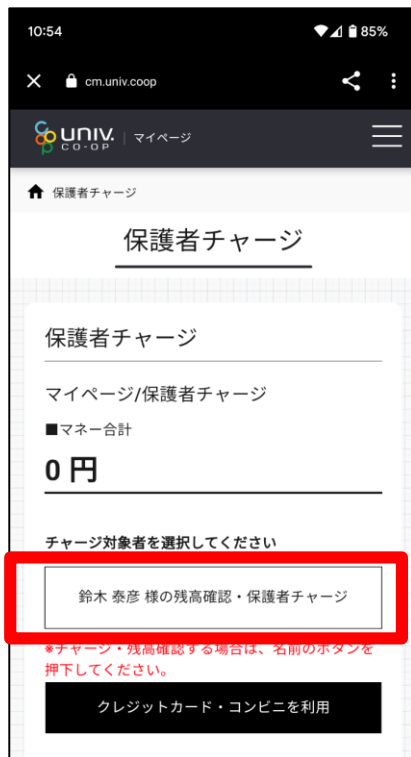 10:54 85%
cm.univ.coop
univ. CO-OP マイページ
保護者チャージ
保護者チャージ
保護者チャージ
マイページ/保護者チャージ
■マネー合計
0 円
チャージ対象者を選択してください
鈴木 泰彦 様の残高確認・保護者チャージ
※チャージ・残高確認する場合は、名前のボタンを
押下してください。
クレジットカード・コンビニを利用